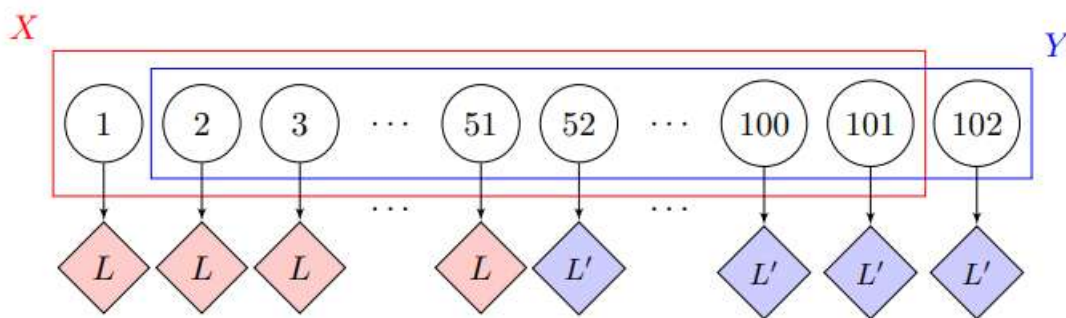 X
Y
1 2 3 ··· 51 52 ··· 100 101 102
··· ···
L L L L L′ L′ L′ L′